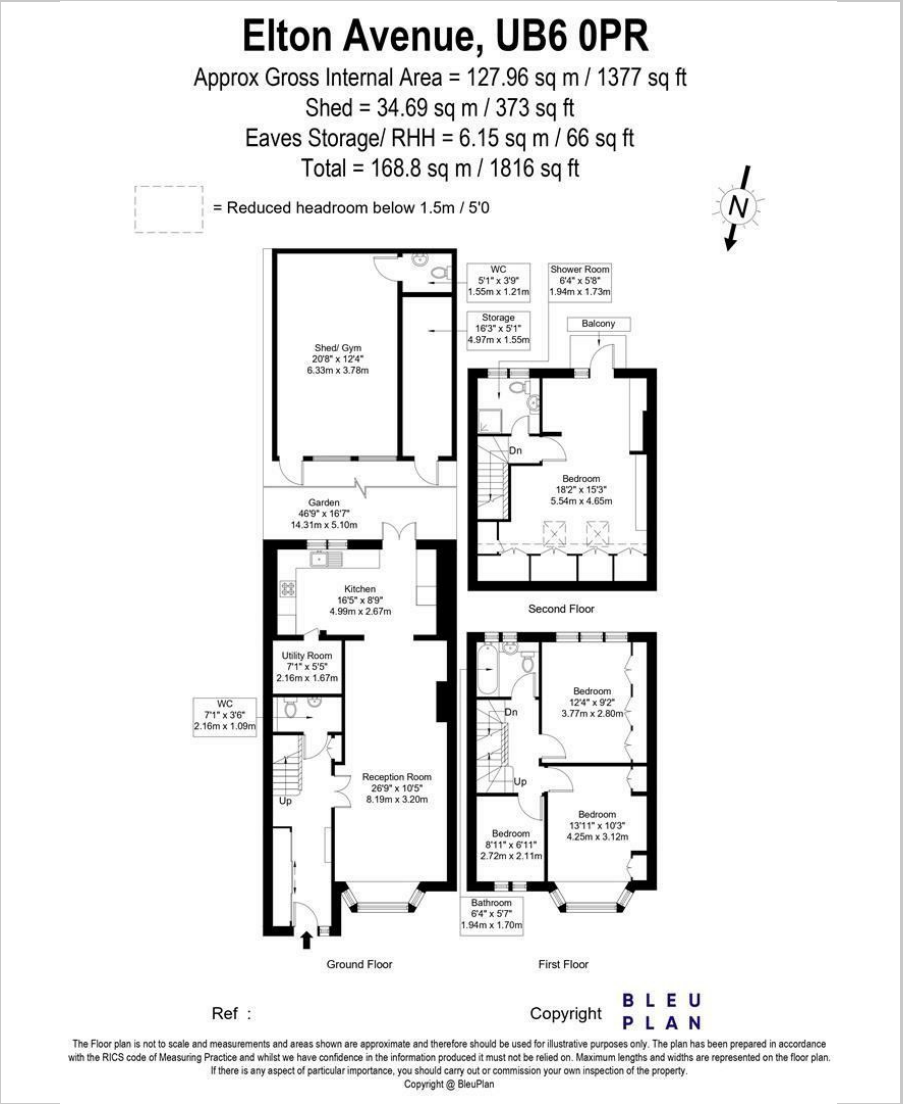 Elton Avenue, UB6 0PR
Approx Gross Internal Area = 127.96 sq m / 1377 sq ft
Shed = 34.69 sq m / 373 sq ft
Eaves Storage/ RHH = 6.15 sq m / 66 sq ft
Total = 168.8 sq m / 1816 sq ft
= Reduced headroom below 1.5m / 5'0
N
WC
5'1" x 3'9"
1.55m x 1.21m
Shower Room
6'4" x 5'8"
1.94m x 1.73m
Storage
16'3" x 5'1"
4.97m x 1.55m
Balcony
Shed/ Gym
20'8" x 12'4"
6.33m x 3.78m
Dn
Bedroom
18'2" x 15'3"
5.54m x 4.65m
Garden
46'9" x 16'7"
14.31m x 5.10m
Kitchen
16'5" x 8'9"
4.99m x 2.67m
Second Floor
Utility Room
7'1" x 5'5"
2.16m x 1.67m
WC
7'1" x 3'6"
2.16m x 1.09m
Up
Reception Room
26'9" x 10'5"
8.19m x 3.20m
Bedroom
12'4" x 9'2"
3.77m x 2.80m
Dn
Up
Bedroom
13'11" x 10'3"
4.25m x 3.12m
Bedroom
8'11" x 6'11"
2.72m x 2.11m
Bathroom
6'4" x 5'7"
1.94m x 1.70m
Ground Floor
First Floor
Ref :
Copyright
BLEU
PLAN
The Floor plan is not to scale and measurements and areas shown are approximate and therefore should be used for illustrative purposes only. The plan has been prepared in accordance
with the RICS code of Measuring Practice and whilst we have confidence in the information produced it must not be relied on. Maximum lengths and widths are represented on the floor plan.
If there is any aspect of particular importance, you should carry out or commission your own inspection of the property.
Copyright @ BleuPlan